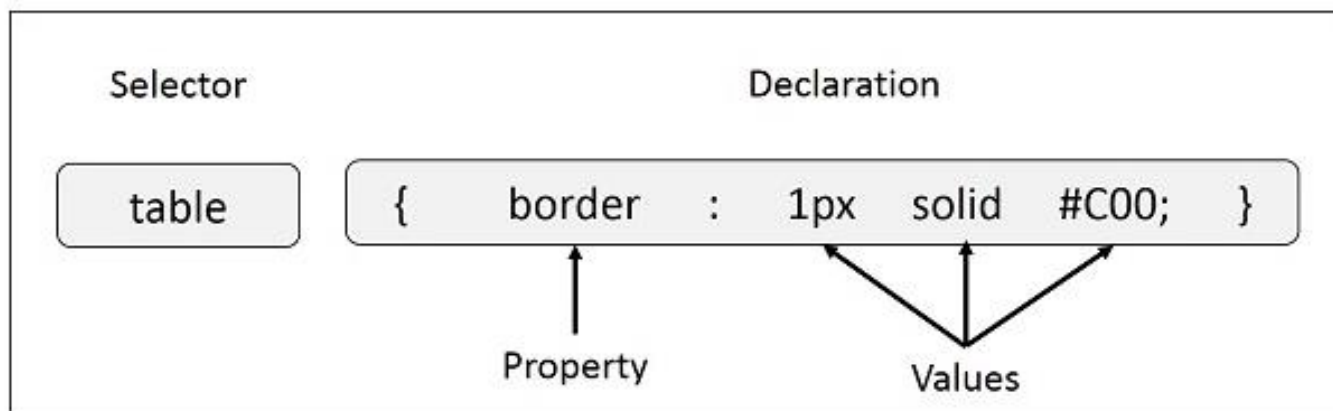 Selector Declaration
table { border : 1px solid #C00; }
Property Values